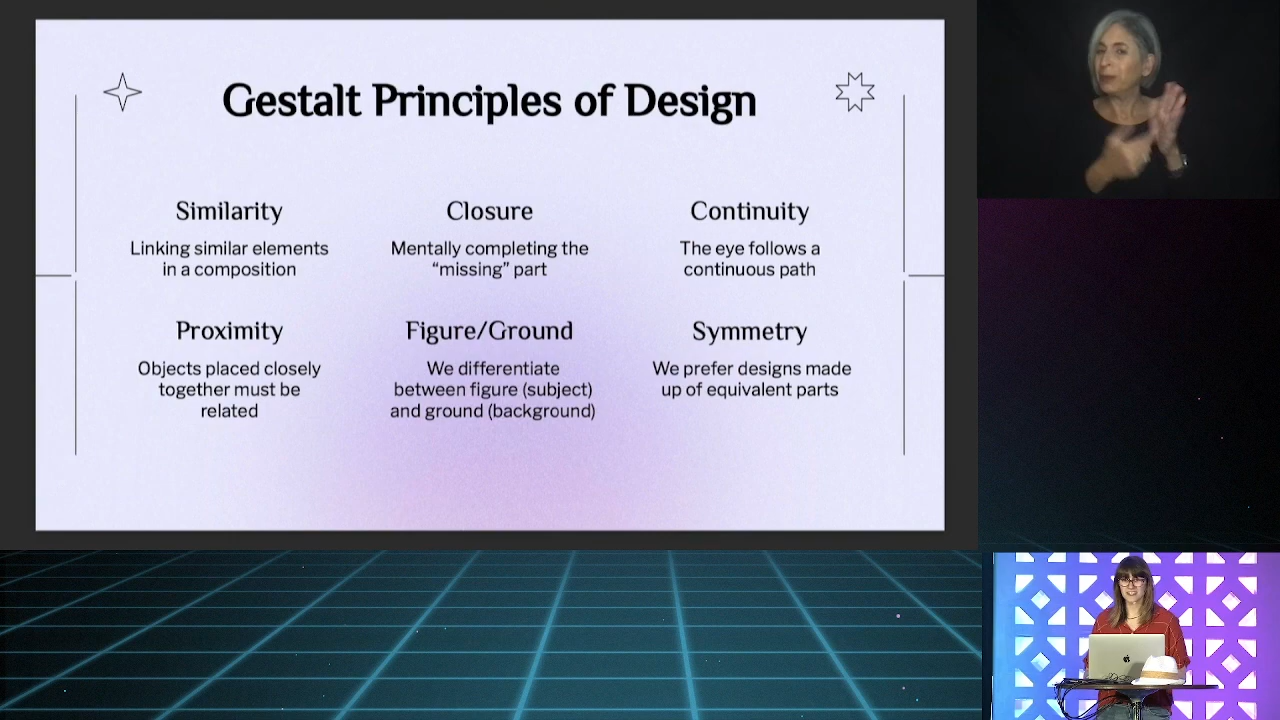 Gestalt Principles of Design
Similarity
Linking similar elements
in a composition
Closure
Mentally completing the
“missing” part
Continuity
The eye follows a
continuous path
Proximity
Objects placed closely
together must be
related
Figure/Ground
We differentiate
between figure (subject)
and ground (background)
Symmetry
We prefer designs made
up of equivalent parts